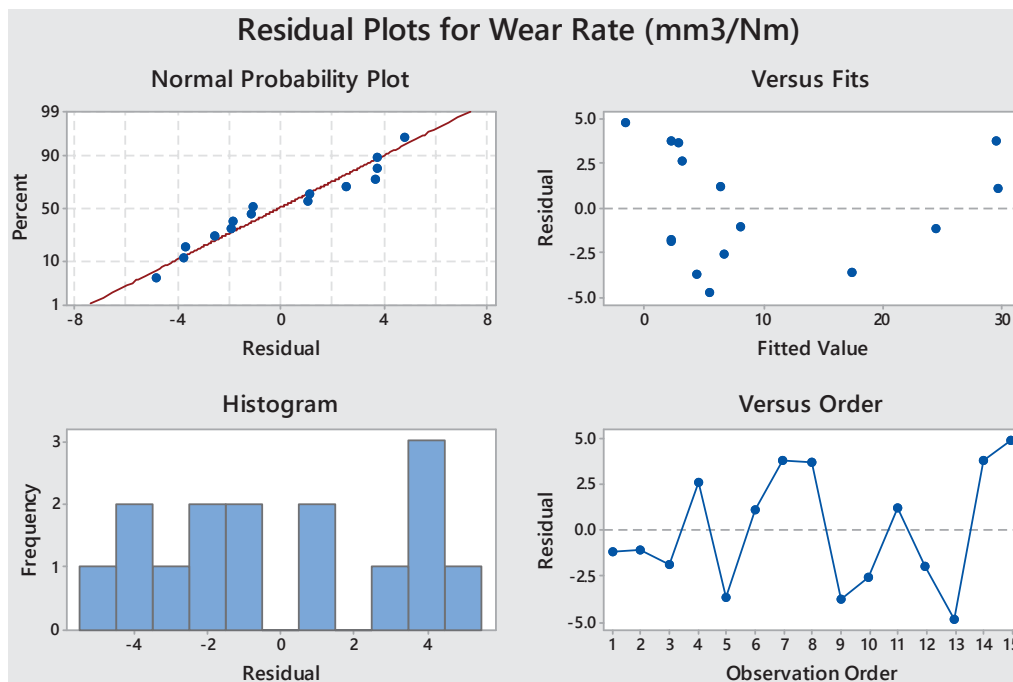 Residual Plots for Wear Rate (mm3/Nm)
Normal Probability Plot
99
90
50
10
1
Percent
-8 -4 0 4 8
Residual
Versus Fits
5.0
2.5
0.0
-2.5
-5.0
Residual
0 10 20 30
Fitted Value
Histogram
3
2
1
0
Frequency
-4 -2 0 2 4
Residual
Versus Order
5.0
2.5
0.0
-2.5
-5.0
Residual
1 2 3 4 5 6 7 8 9 10 11 12 13 14 15
Observation Order